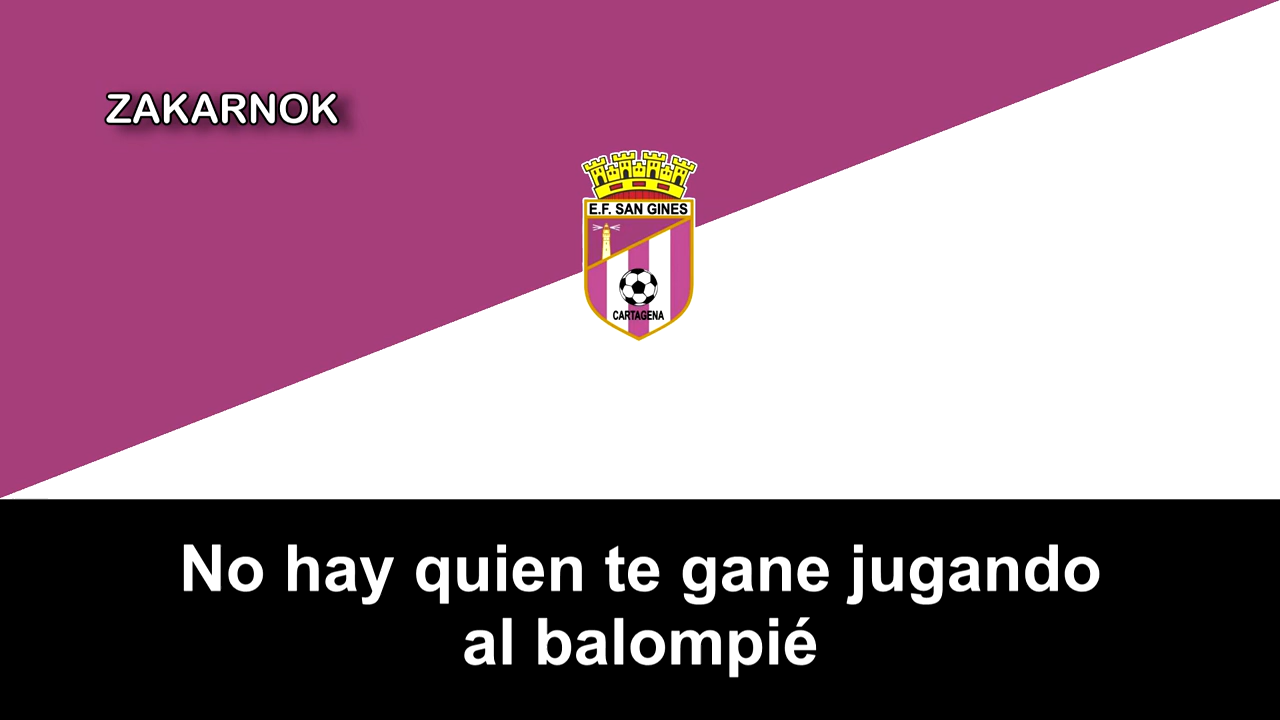 ZAKARNOK
E.F. SAN GINES
CARTAGENA
No hay quien te gane jugando
al balompié